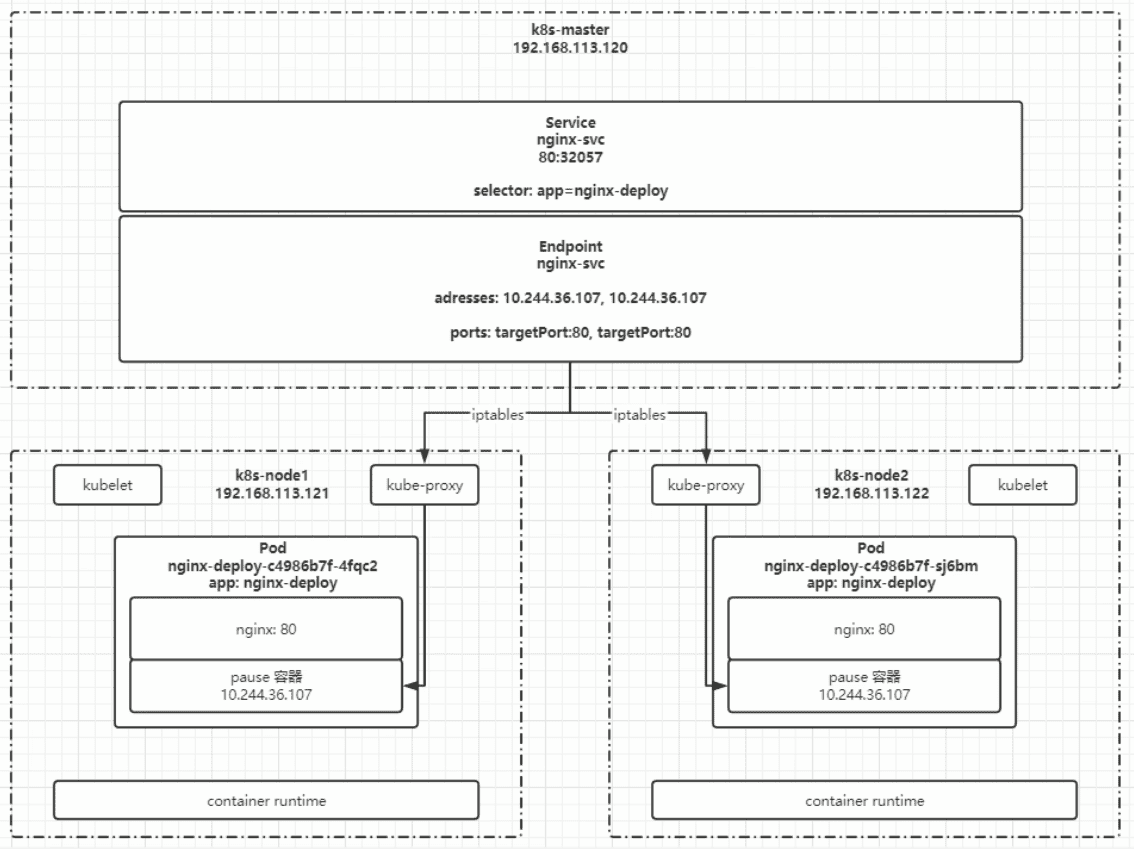 k8s-master
192.168.113.120
Service
nginx-svc
80:32057
selector: app=nginx-deploy
Endpoint
nginx-svc
adresses: 10.244.36.107, 10.244.36.107
ports: targetPort:80, targetPort:80
iptables
iptables
kubelet
k8s-node1
192.168.113.121
kube-proxy
kube-proxy
k8s-node2
192.168.113.122
kubelet
Pod
nginx-deploy-c4986b7f-4fqc2
app: nginx-deploy
nginx: 80
pause 容器
10.244.36.107
Pod
nginx-deploy-c4986b7f-sj6bm
app: nginx-deploy
nginx: 80
pause 容器
10.244.36.107
container runtime
container runtime